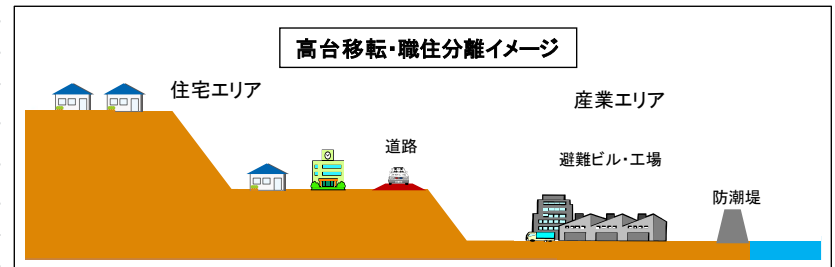 高台移転・職住分離イメージ
住宅エリア
産業エリア
道路
避難ビル・工場
防潮堤